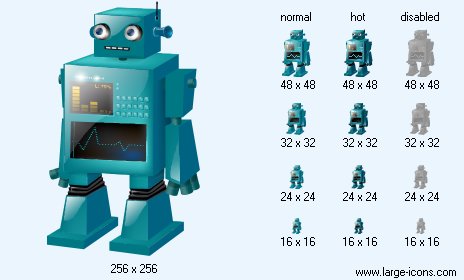 normal hot disabled
48 x 48 48 x 48 48 x 48
32 x 32 32 x 32 32 x 32
24 x 24 24 x 24 24 x 24
16 x 16 16 x 16 16 x 16
256 x 256
www.large-icons.com